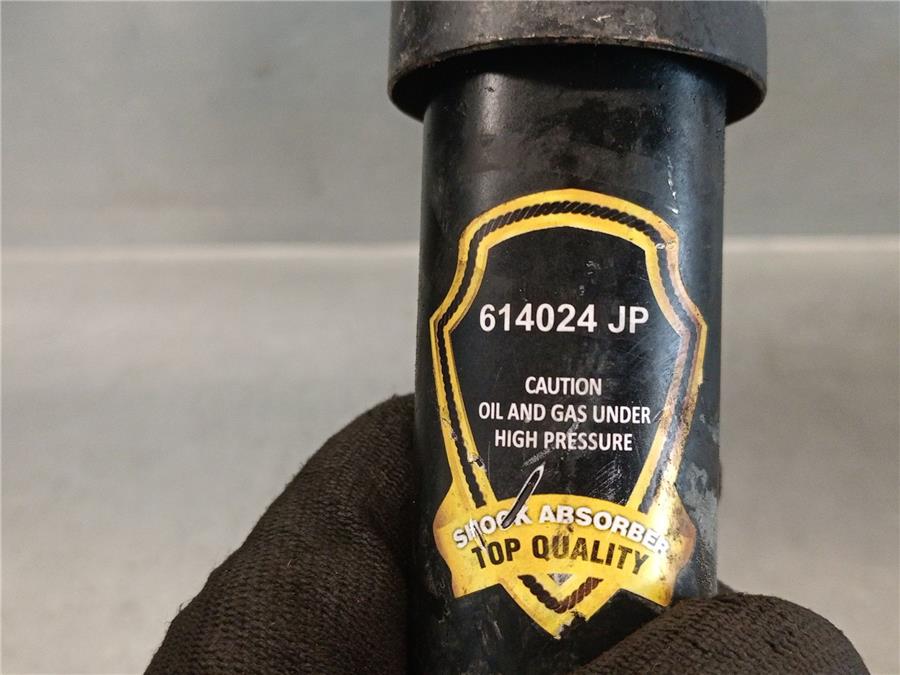 614024 JP
CAUTION
OIL AND GAS UNDER
HIGH PRESSURE
SHOCK ABSORBER
TOP QUALITY